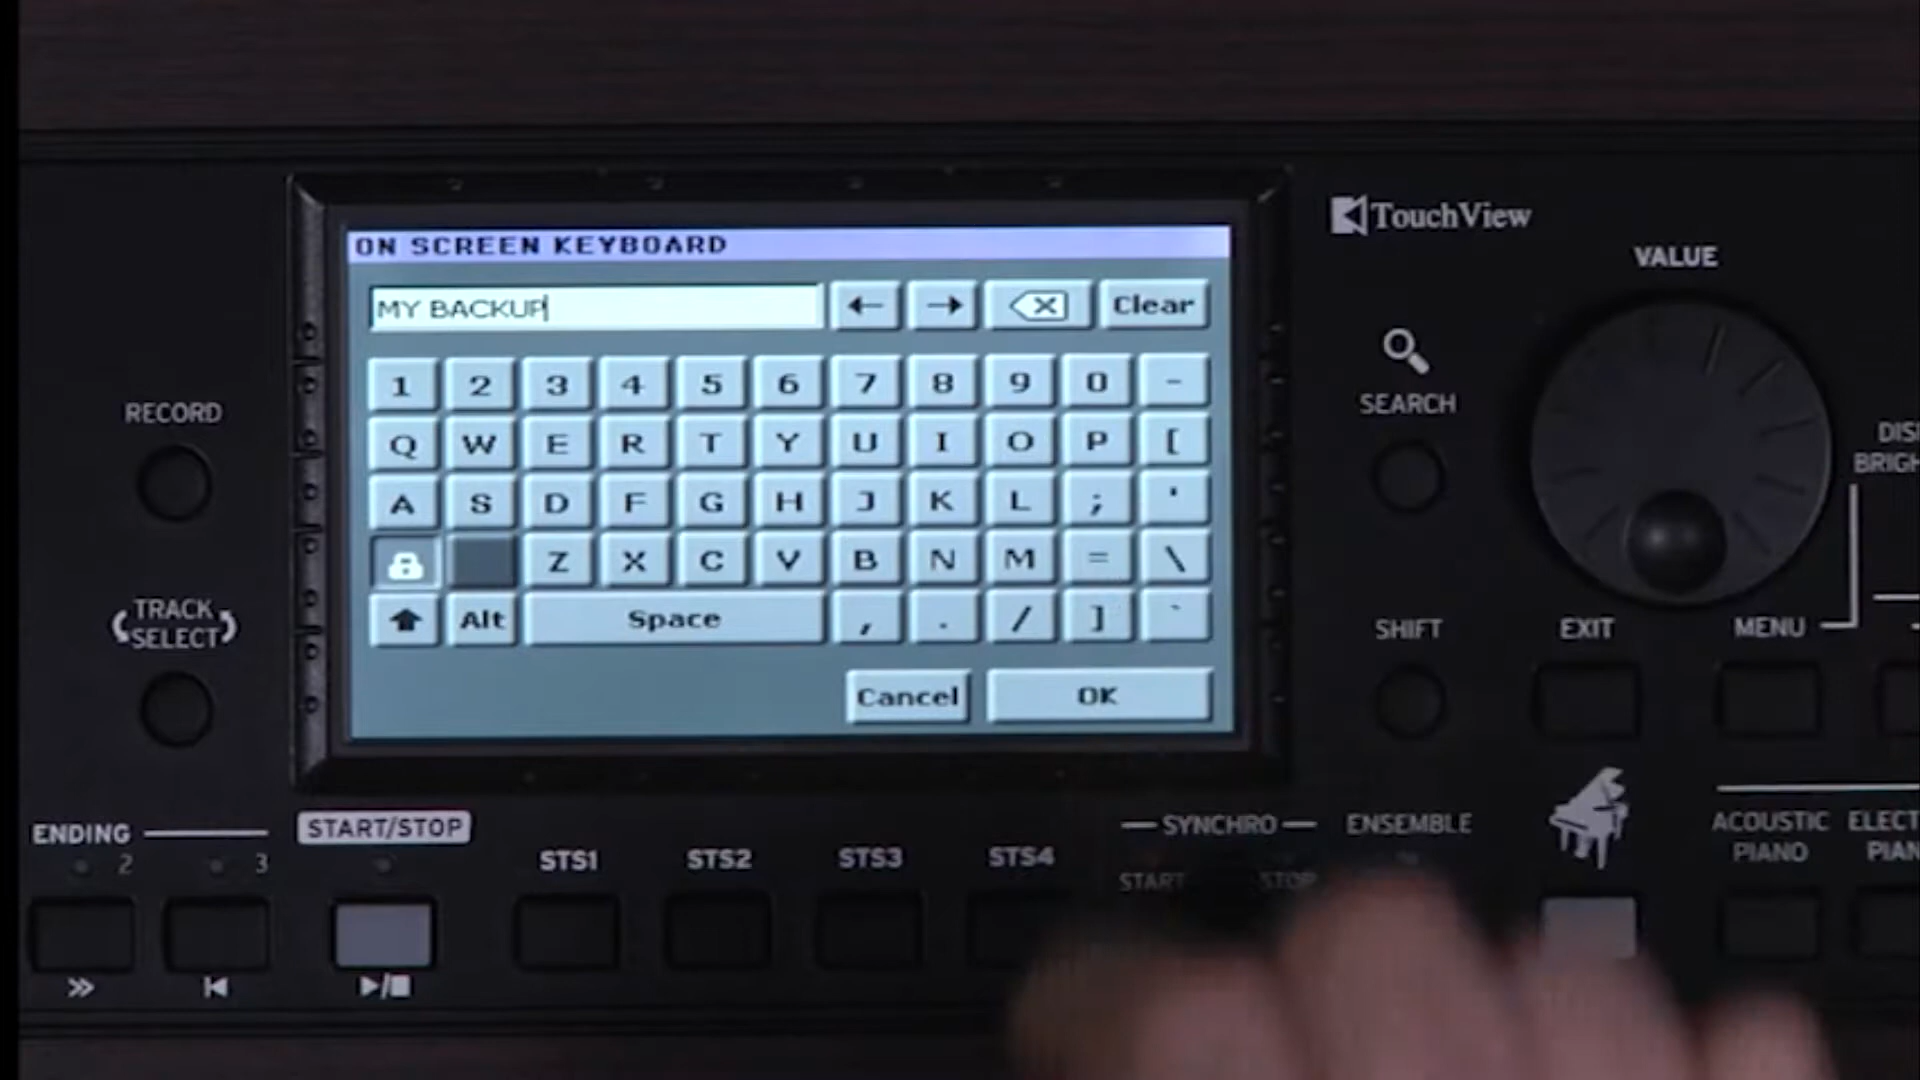 TouchView
VALUE
ON SCREEN KEYBOARD
MY BACKUP
← → Clear
1 2 3 4 5 6 7 8 9 0 -
Q W E R T Y U I O P [
A S D F G H J K L ; '
Z X C V B N M = \
Alt Space , . / ] `
Cancel OK
RECORD
TRACK
SELECT
SEARCH
SHIFT
EXIT
MENU
ENDING
2 3
START/STOP
STS1
STS2
STS3
STS4
SYNCHRO
START STOP
ENSEMBLE
ACOUSTIC
PIANO